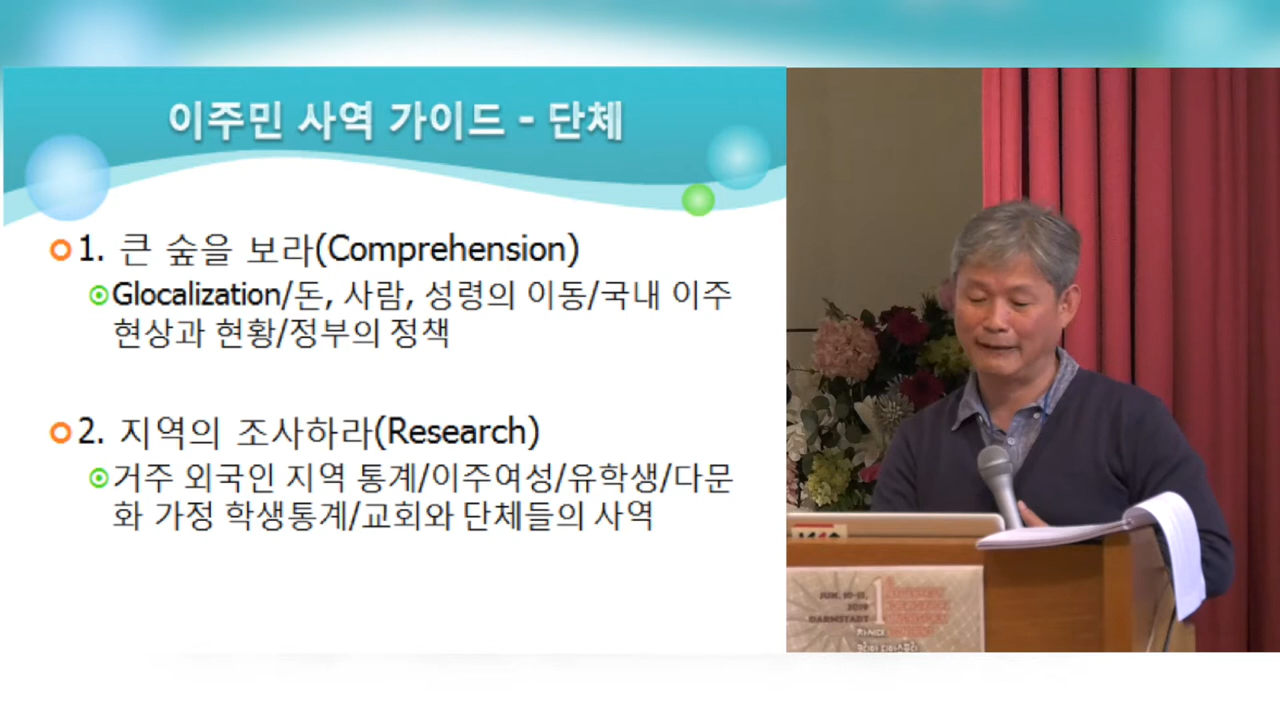 이주민 사역 가이드 - 단체
1. 큰 숲을 보라(Comprehension)
Glocalization/돈, 사람, 성령의 이동/국내 이주
현상과 현황/정부의 정책
2. 지역의 조사하라(Research)
거주 외국인 지역 통계/이주여성/유학생/다문
화 가정 학생통계/교회와 단체들의 사역
JUN. 10-13,
2019
DARMSTADT